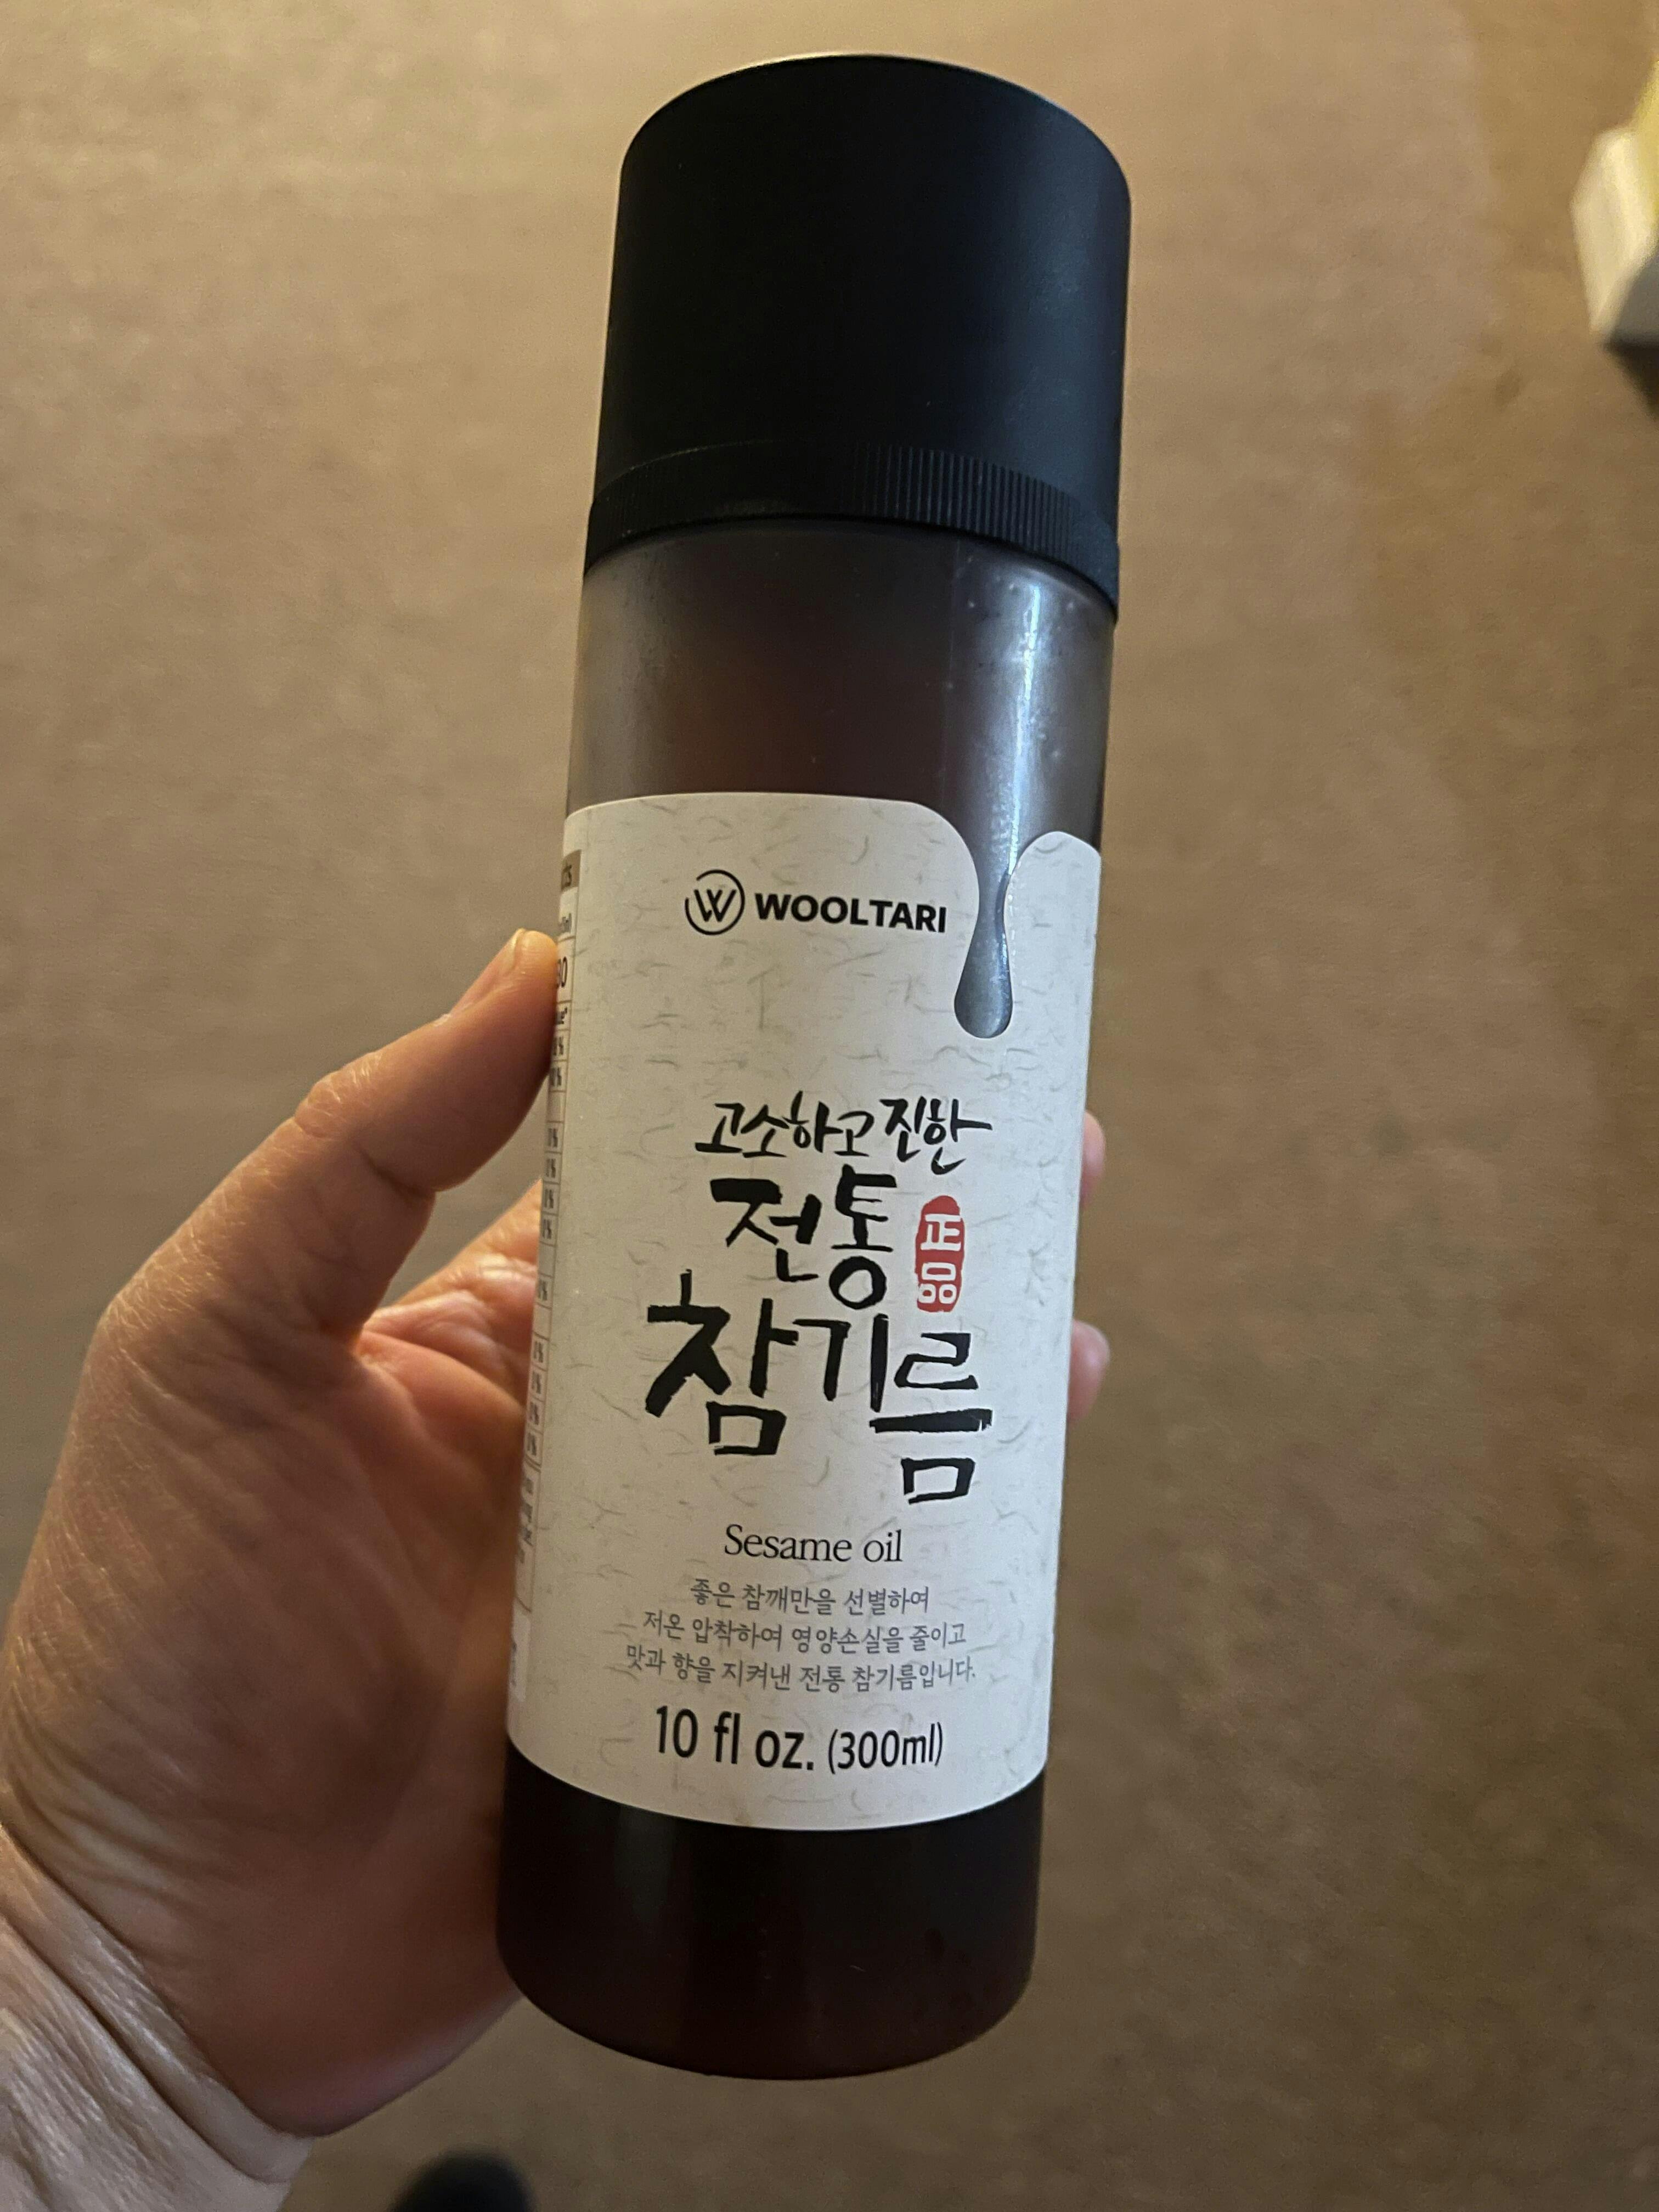 WOOLTARI
고소하고 진한
전통
正品
참기름
Sesame oil
좋은 참깨만을 선별하여
저온 압착하여 영양손실을 줄이고
맛과 향을 지켜낸 전통 참기름입니다.
10 fl oz. (300ml)